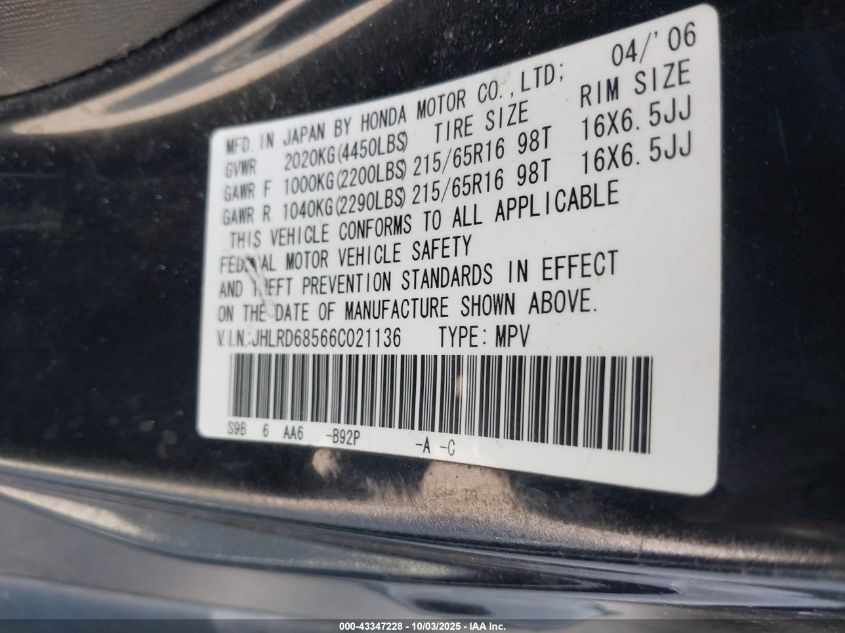 MFD. IN JAPAN BY HONDA MOTOR CO.,LTD; 04/'06
GVWR 2020KG(4450LBS) TIRE SIZE RIM SIZE
GAWR F 1000KG(2200LBS) 215/65R16 98T 16X6.5JJ
GAWR R 1040KG(2290LBS) 215/65R16 98T 16X6.5JJ
THIS VEHICLE CONFORMS TO ALL APPLICABLE
FEDERAL MOTOR VEHICLE SAFETY
AND THEFT PREVENTION STANDARDS IN EFFECT
ON THE DATE OF MANUFACTURE SHOWN ABOVE.
V.I.N.:JHLRD68566C021136 TYPE: MPV
S9B 6 AA6 -B92P -A -C
000-43347228 - 10/03/2025 - IAA Inc.